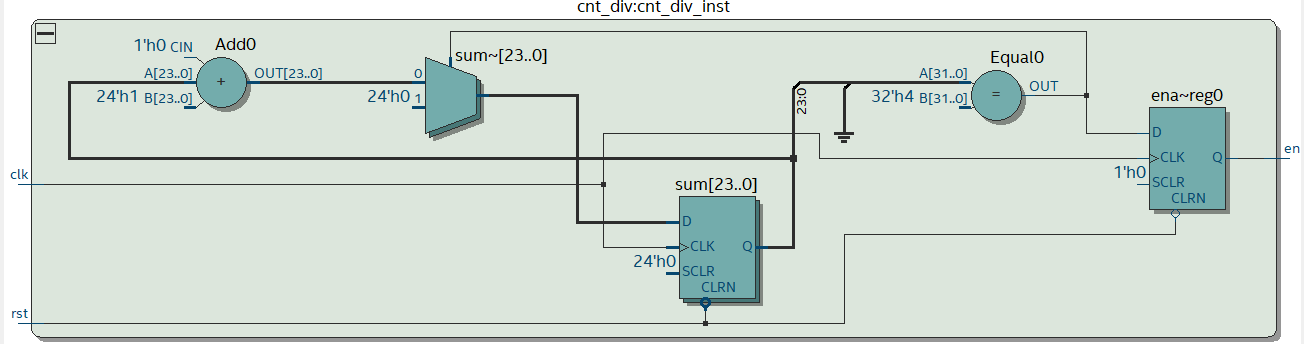 cnt_div:cnt_div_inst
1'h0 CIN
Add0
A[23..0]
OUT[23..0]
24'h1 B[23..0]
+
sum~[23..0]
0
24'h0 1
23:0
Equal0
A[31..0]
32'h4 B[31..0]
=
OUT
ena~reg0
D
CLK
Q
1'h0
SCLR
CLRN
en
clk
sum[23..0]
D
CLK
Q
24'h0
SCLR
CLRN
rst